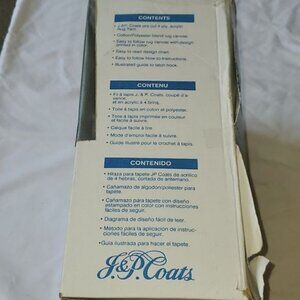 CONTENTS
• J.&P. Coats pre-cut 4-ply acrylic
Rug Yarn
• Cotton/Polyester blend rug canvas
• Easy to follow rug canvas with design
printed in color.
• Easy to read design chart
• Easy to follow How-to instructions.
• Illustrated guide to latch hook.
CONTENU
• Fil à tapis J. & P. Coats, coupé d'a-
vance
et en acrylic à 4 brins.
• Toile à tapis en coton et polyester.
• Toile à tapis imprimée en couleur
et facile à suivre.
• Calque facile à lire
• Mode d'emploi facile à suivre.
• Guide illustré pour le crochet à tapis.
CONTENIDO
• Hilaza para tapete JP Coats de acrílico
de 4 hebras, cortada de antemano.
• Cañamazo de algodón/poliester para
tapete.
• Cañamazo para tapete con diseño
estampado en color con instrucciones
fáciles de seguir.
• Diagrama de diseño fácil de leer.
• Método para la aplicación de instruc-
ciones fáciles de seguir.
• Guía ilustrada para hacer el tapete.
J.&P. Coats